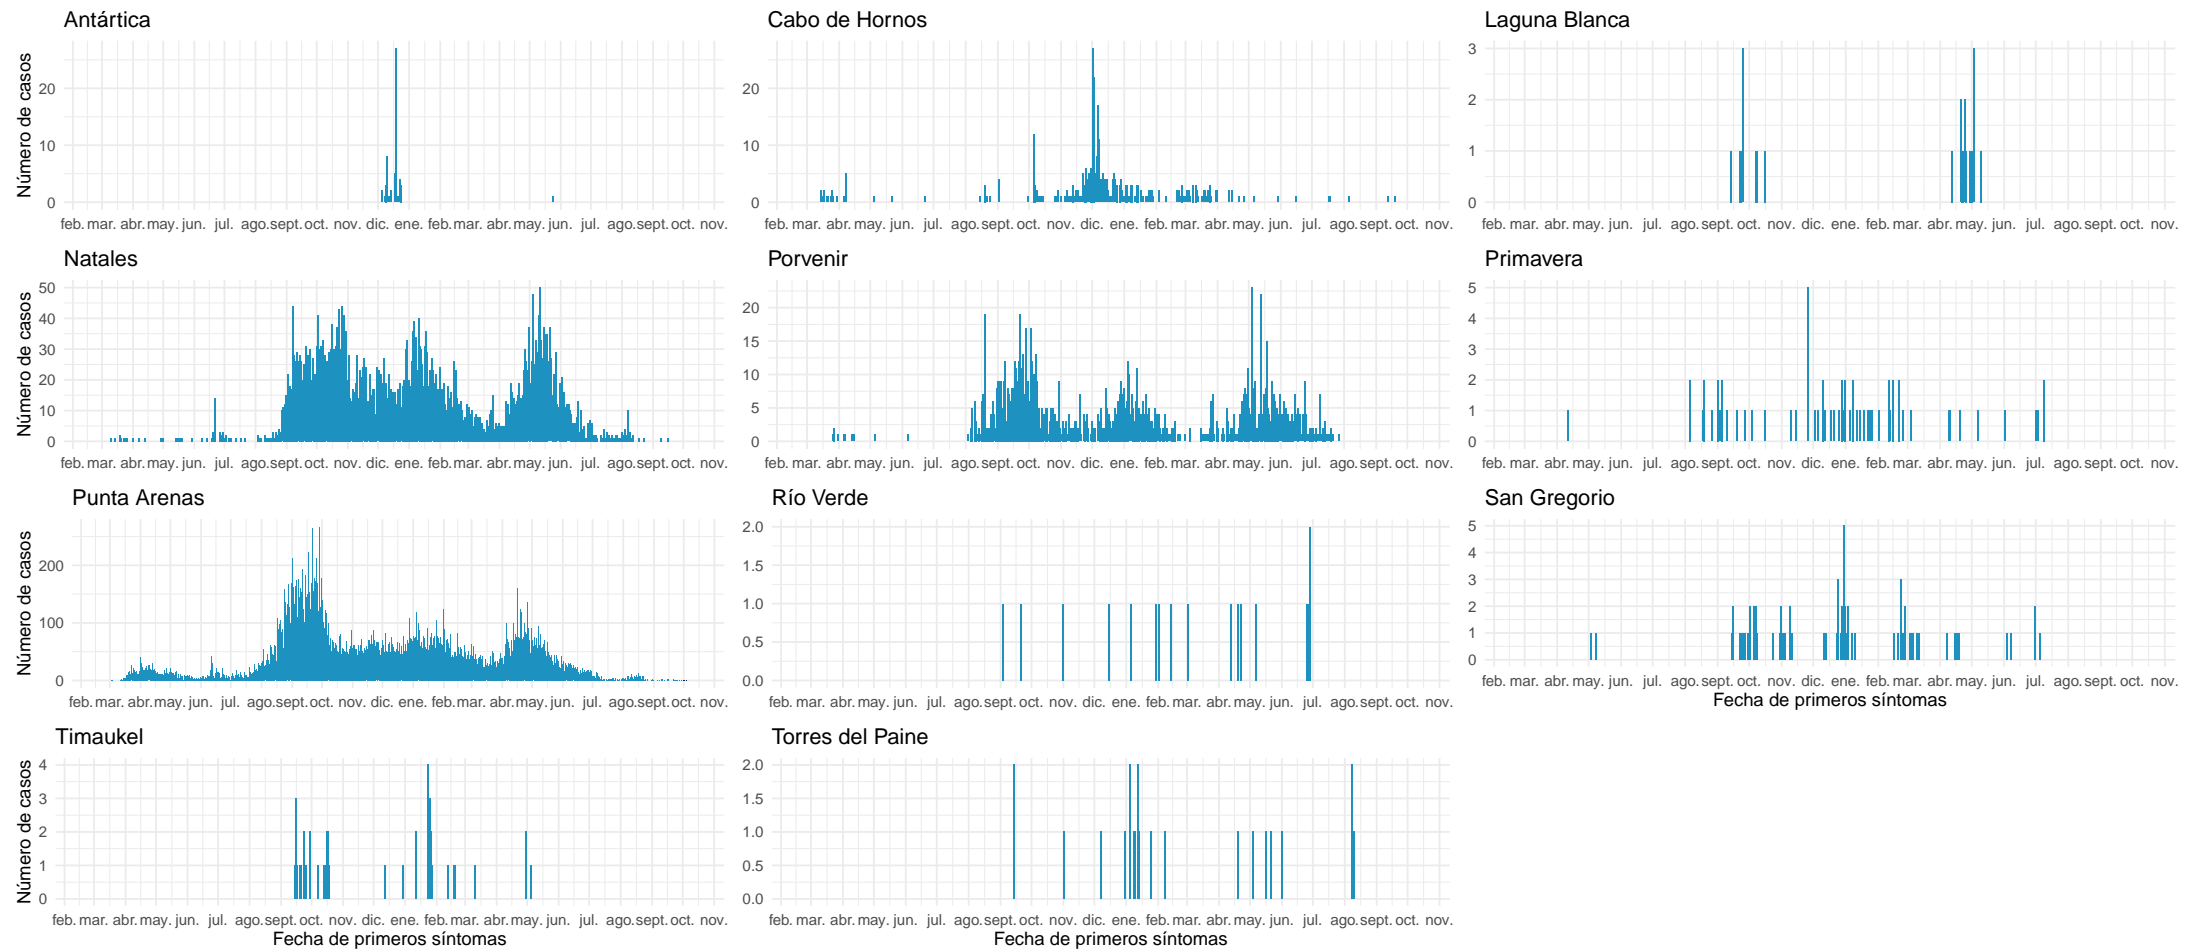 Antártica
Cabo de Hornos
Laguna Blanca
Número de casos
20
10
0
20
10
0
3
2
1
0
feb. mar. abr. may. jun. jul. ago. sept. oct. nov. dic. ene. feb. mar. abr. may. jun. jul. ago. sept. oct. nov.
feb. mar. abr. may. jun. jul. ago. sept. oct. nov. dic. ene. feb. mar. abr. may. jun. jul. ago. sept. oct. nov.
feb. mar. abr. may. jun. jul. ago. sept. oct. nov. dic. ene. feb. mar. abr. may. jun. jul. ago. sept. oct. nov.
Natales
Porvenir
Primavera
Número de casos
50
40
30
20
10
0
20
15
10
5
0
5
4
3
2
1
0
feb. mar. abr. may. jun. jul. ago. sept. oct. nov. dic. ene. feb. mar. abr. may. jun. jul. ago. sept. oct. nov.
feb. mar. abr. may. jun. jul. ago. sept. oct. nov. dic. ene. feb. mar. abr. may. jun. jul. ago. sept. oct. nov.
feb. mar. abr. may. jun. jul. ago. sept. oct. nov. dic. ene. feb. mar. abr. may. jun. jul. ago. sept. oct. nov.
Punta Arenas
Río Verde
San Gregorio
Número de casos
200
100
0
2.0
1.5
1.0
0.5
0.0
5
4
3
2
1
0
feb. mar. abr. may. jun. jul. ago. sept. oct. nov. dic. ene. feb. mar. abr. may. jun. jul. ago. sept. oct. nov.
feb. mar. abr. may. jun. jul. ago. sept. oct. nov. dic. ene. feb. mar. abr. may. jun. jul. ago. sept. oct. nov.
feb. mar. abr. may. jun. jul. ago. sept. oct. nov. dic. ene. feb. mar. abr. may. jun. jul. ago. sept. oct. nov.
Fecha de primeros síntomas
Timaukel
Torres del Paine
Número de casos
4
3
2
1
0
2.0
1.5
1.0
0.5
0.0
feb. mar. abr. may. jun. jul. ago. sept. oct. nov. dic. ene. feb. mar. abr. may. jun. jul. ago. sept. oct. nov.
feb. mar. abr. may. jun. jul. ago. sept. oct. nov. dic. ene. feb. mar. abr. may. jun. jul. ago. sept. oct. nov.
Fecha de primeros síntomas
Fecha de primeros síntomas